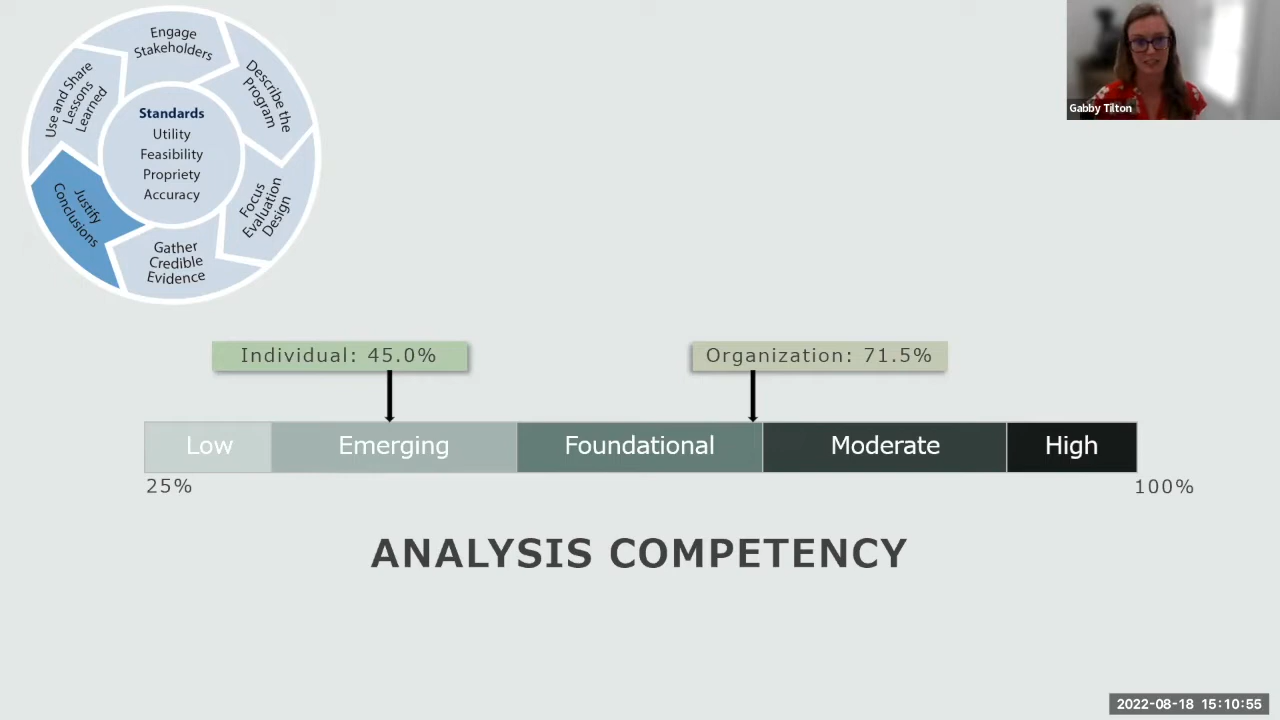 Engage
Stakeholders
Describe the
Program
Focus
Evaluation
Design
Gather
Credible
Evidence
Justify
Conclusions
Use and Share
Lessons
Learned
Standards
Utility
Feasibility
Propriety
Accuracy
Gabby Tilton
Individual: 45.0%
Organization: 71.5%
Low
Emerging
Foundational
Moderate
High
25%
100%
ANALYSIS COMPETENCY
2022-08-18 15:10:55